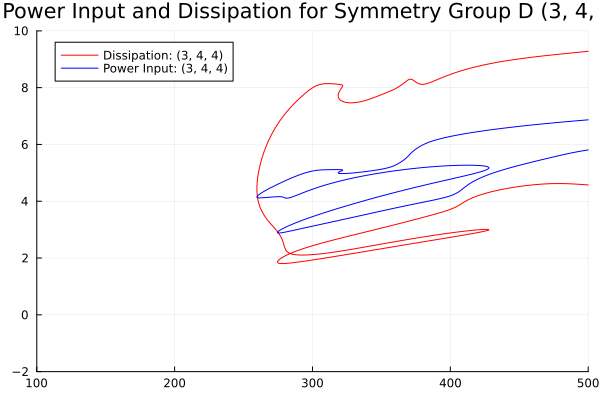 Power Input and Dissipation for Symmetry Group D (3, 4,
10
8
6
4
2
0
−2
Dissipation: (3, 4, 4)
Power Input: (3, 4, 4)
100 200 300 400 500